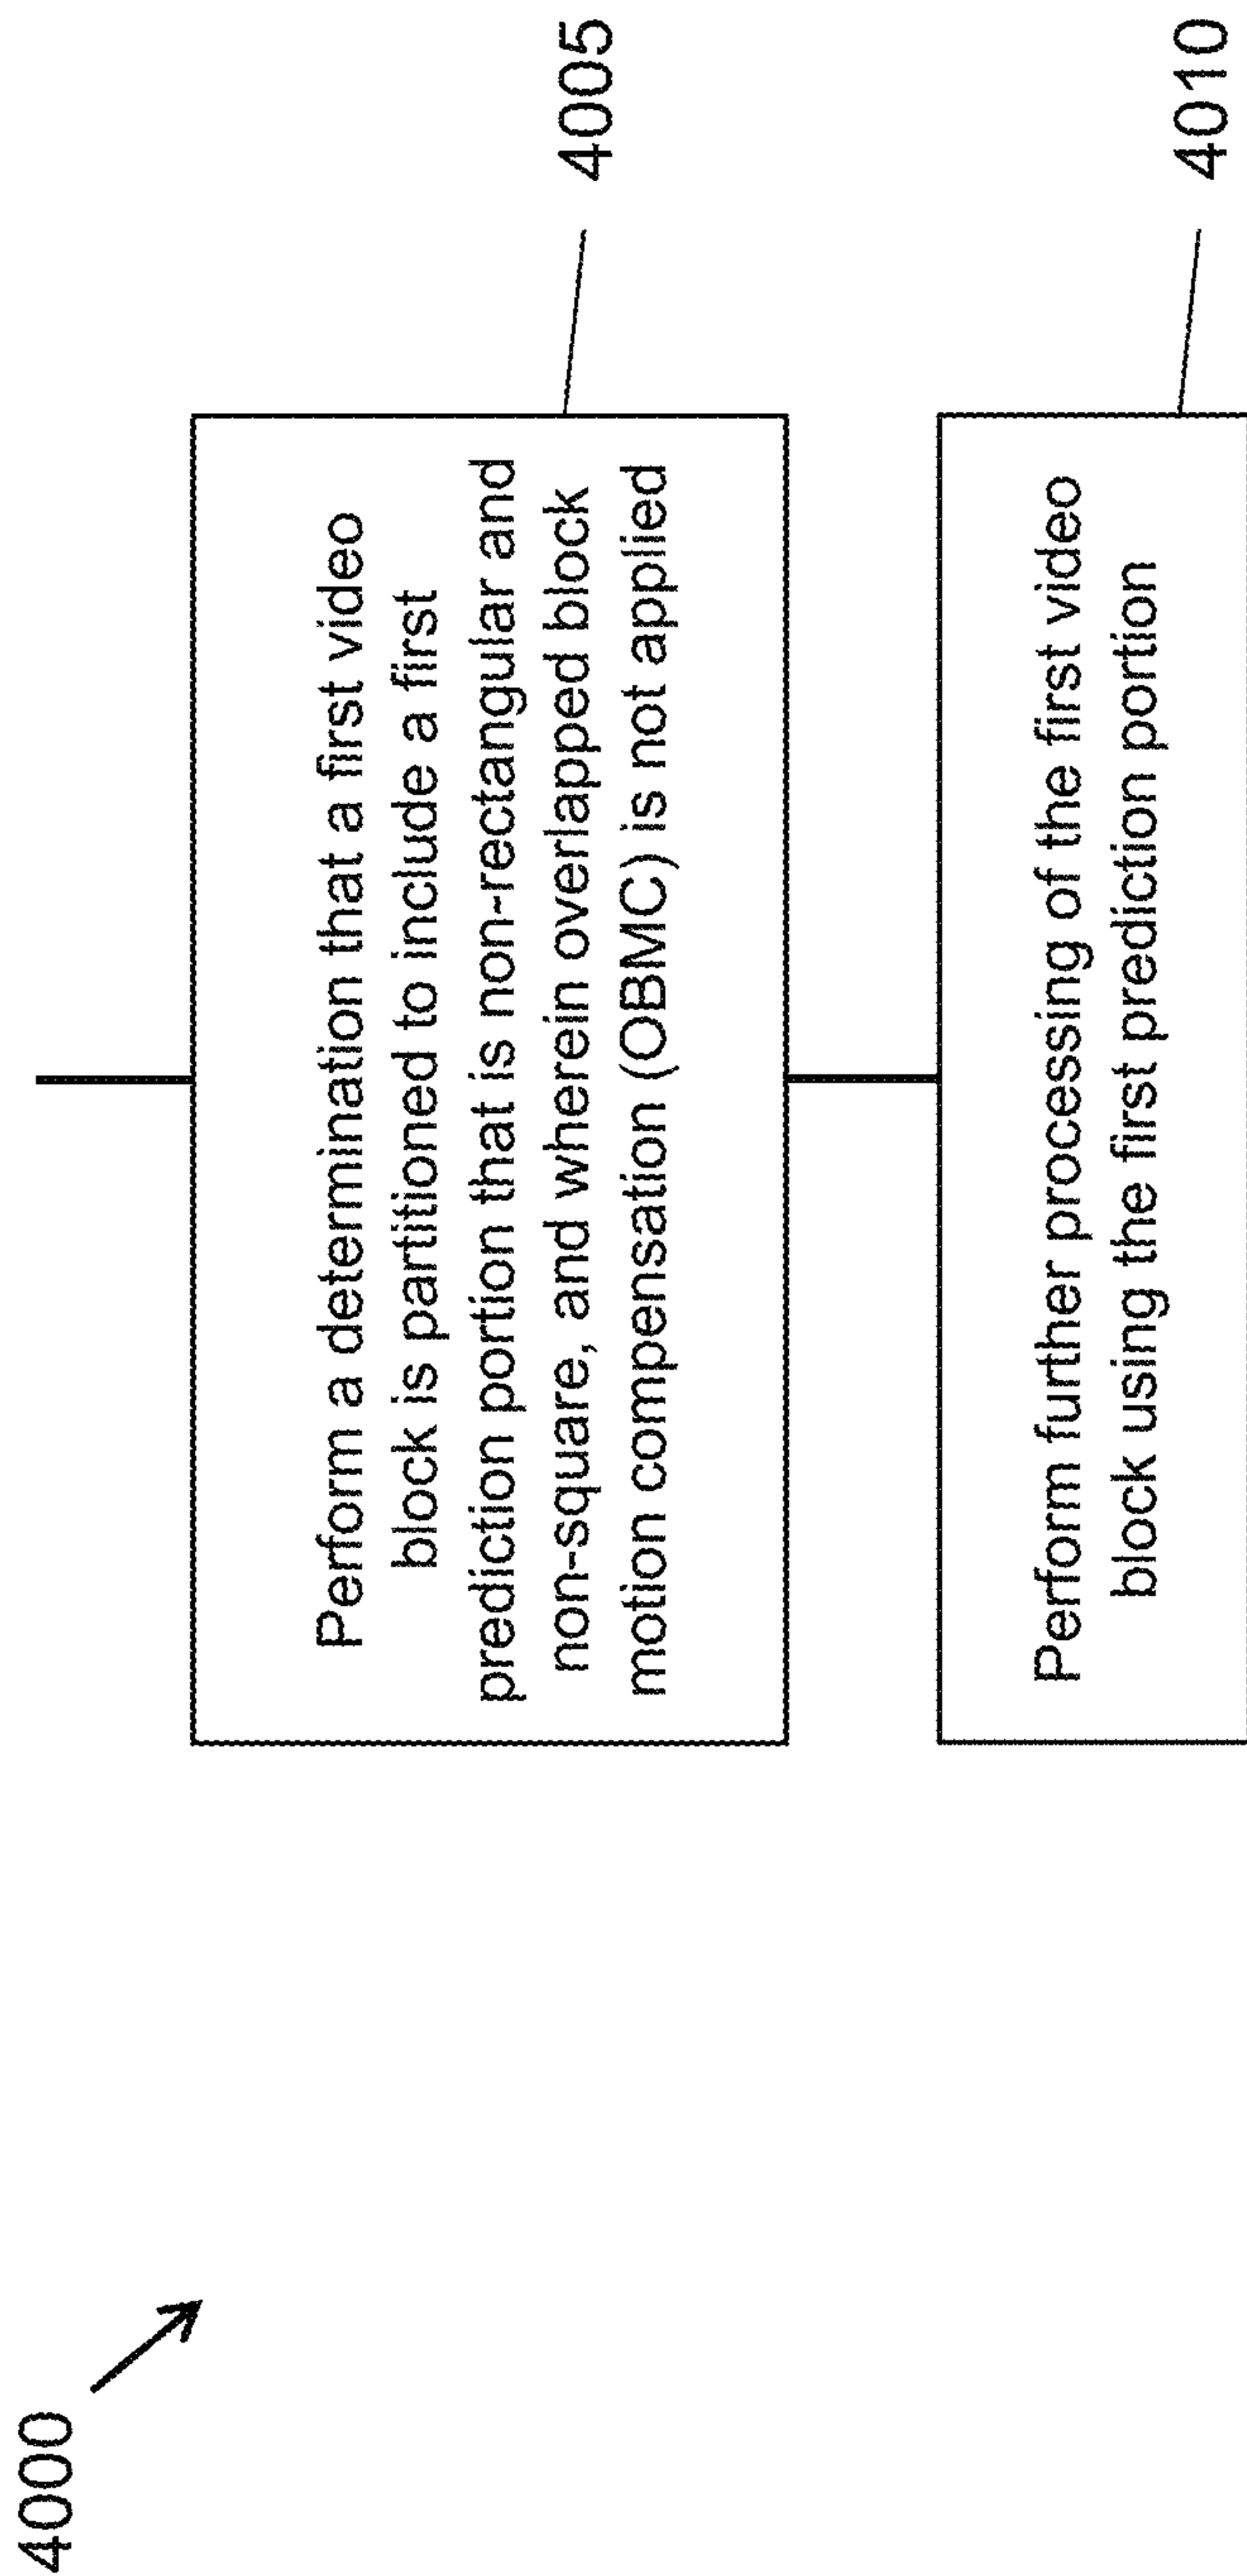 4000
Perform a determination that a first video
block is partitioned to include a first
prediction portion that is non-rectangular and
non-square, and wherein overlapped block
motion compensation (OBMC) is not applied
4005
Perform further processing of the first video
block using the first prediction portion
4010